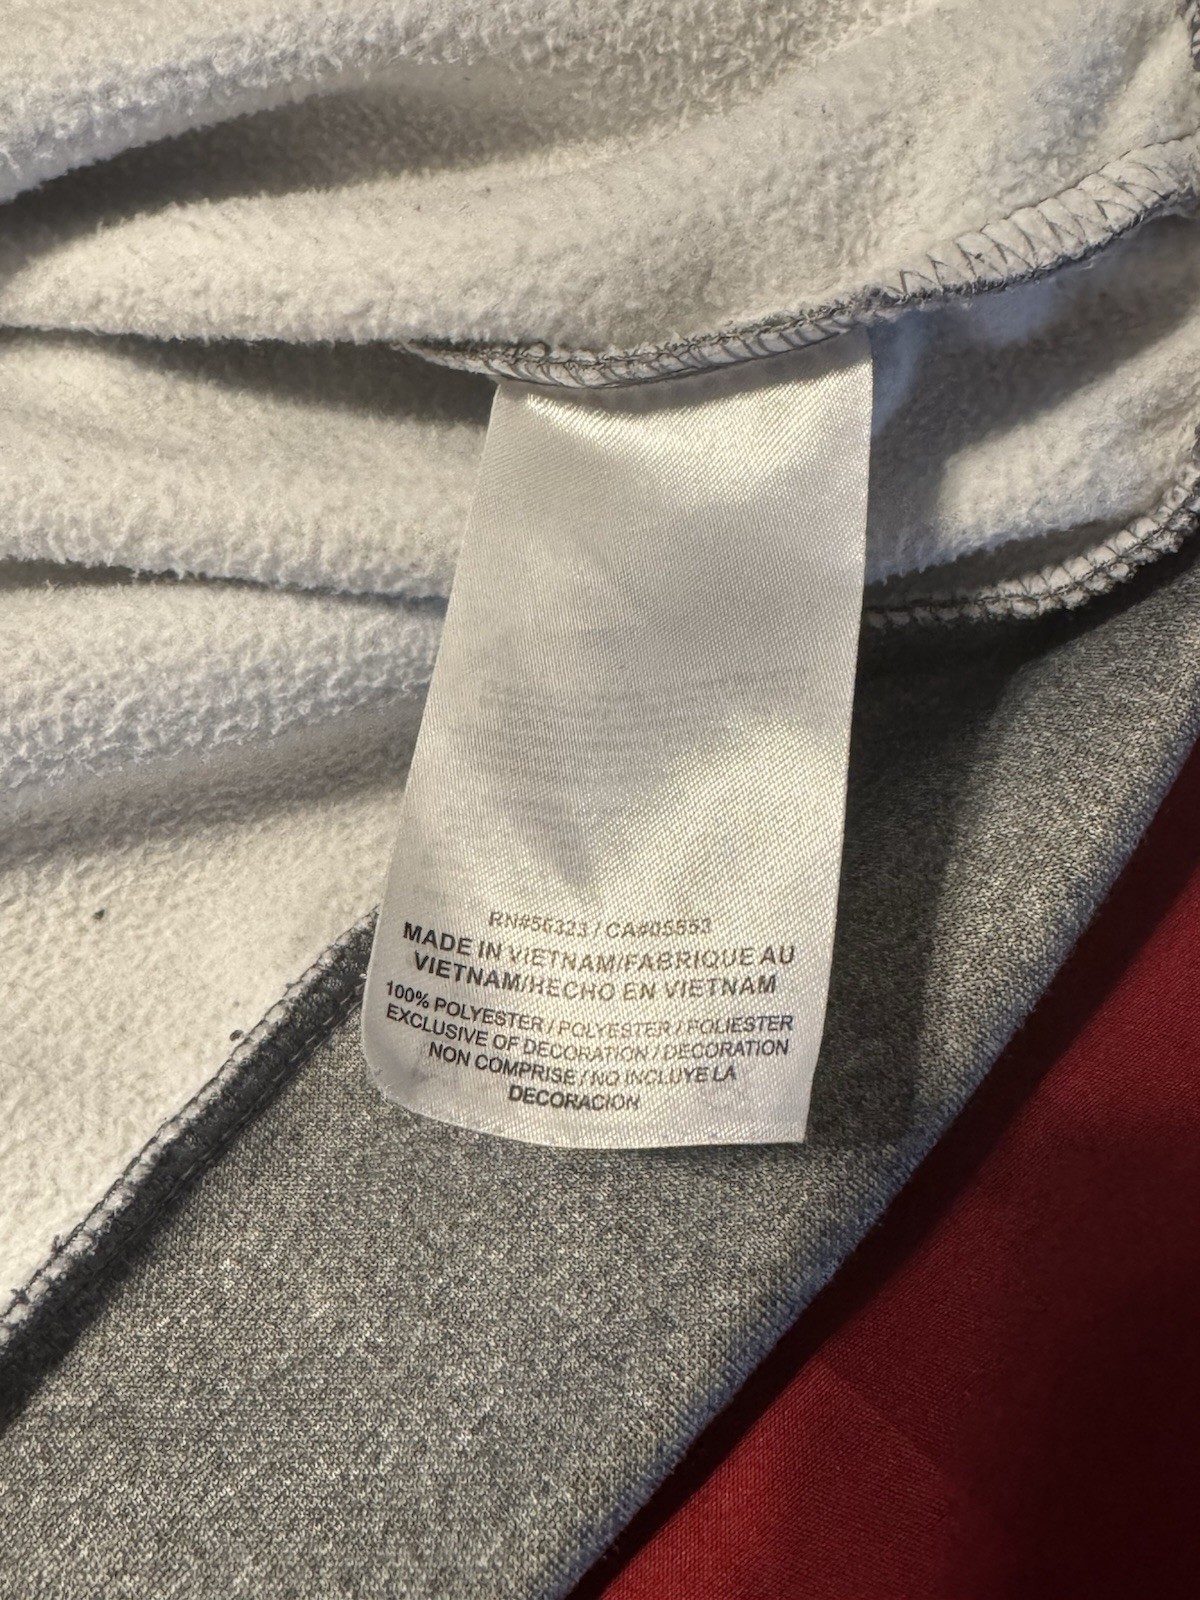 RN#56323 / CA#05553
MADE IN VIETNAM/FABRIQUE AU
VIETNAM/HECHO EN VIETNAM
100% POLYESTER / POLYESTER / POLIESTER
EXCLUSIVE OF DECORATION / DECORATION
NON COMPRISE / NO INCLUYE LA
DECORACION